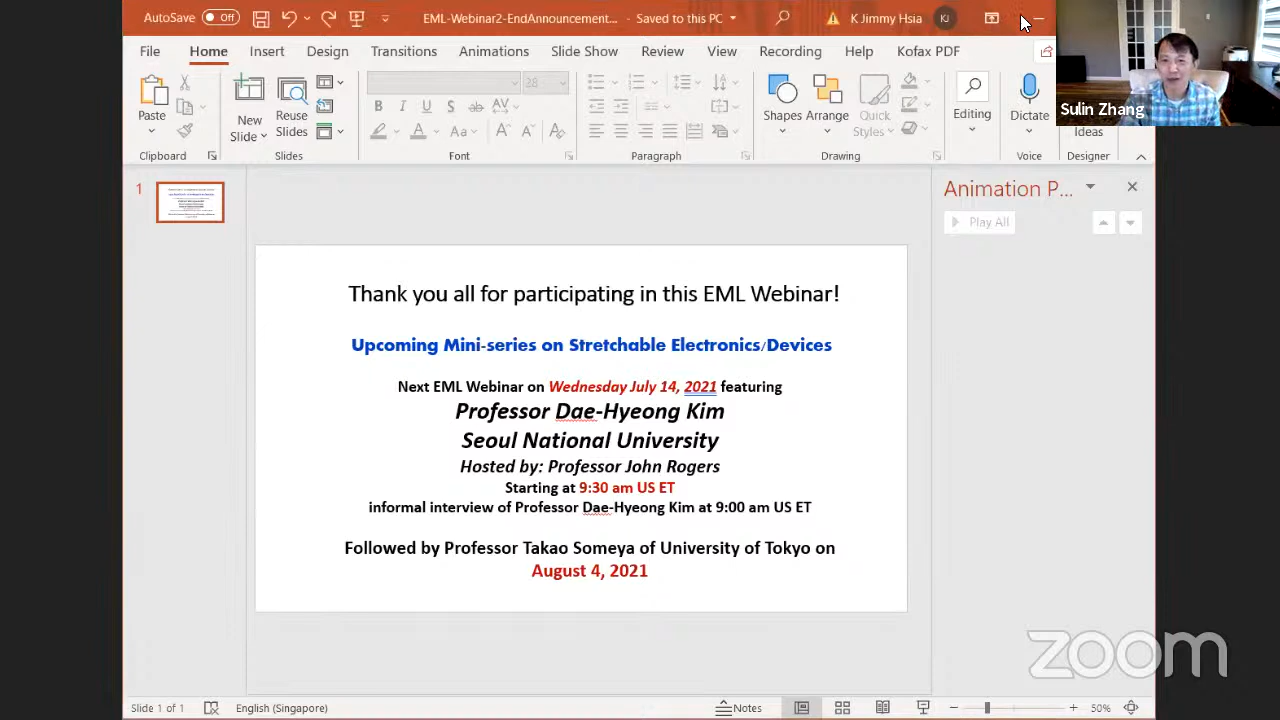 AutoSave Off EML-Webinar2-EndAnnouncement... - Saved to this PC K Jimmy Hsia KJ
File Home Insert Design Transitions Animations Slide Show Review View Recording Help Kofax PDF
Sulin Zhang
28
B I U S ab AV
Aa A A
Paste New Slide Reuse Slides Shapes Arrange Quick Styles Editing Dictate Ideas
Clipboard Slides Font Paragraph Drawing Voice Designer
1
Animation P...
Play All
Thank you all for participating in this EML Webinar!
Upcoming Mini-series on Stretchable Electronics/Devices
Next EML Webinar on Wednesday July 14, 2021 featuring
Professor Dae-Hyeong Kim
Seoul National University
Hosted by: Professor John Rogers
Starting at 9:30 am US ET
informal interview of Professor Dae-Hyeong Kim at 9:00 am US ET
Followed by Professor Takao Someya of University of Tokyo on
August 4, 2021
zoom
Slide 1 of 1 English (Singapore) Notes 50%